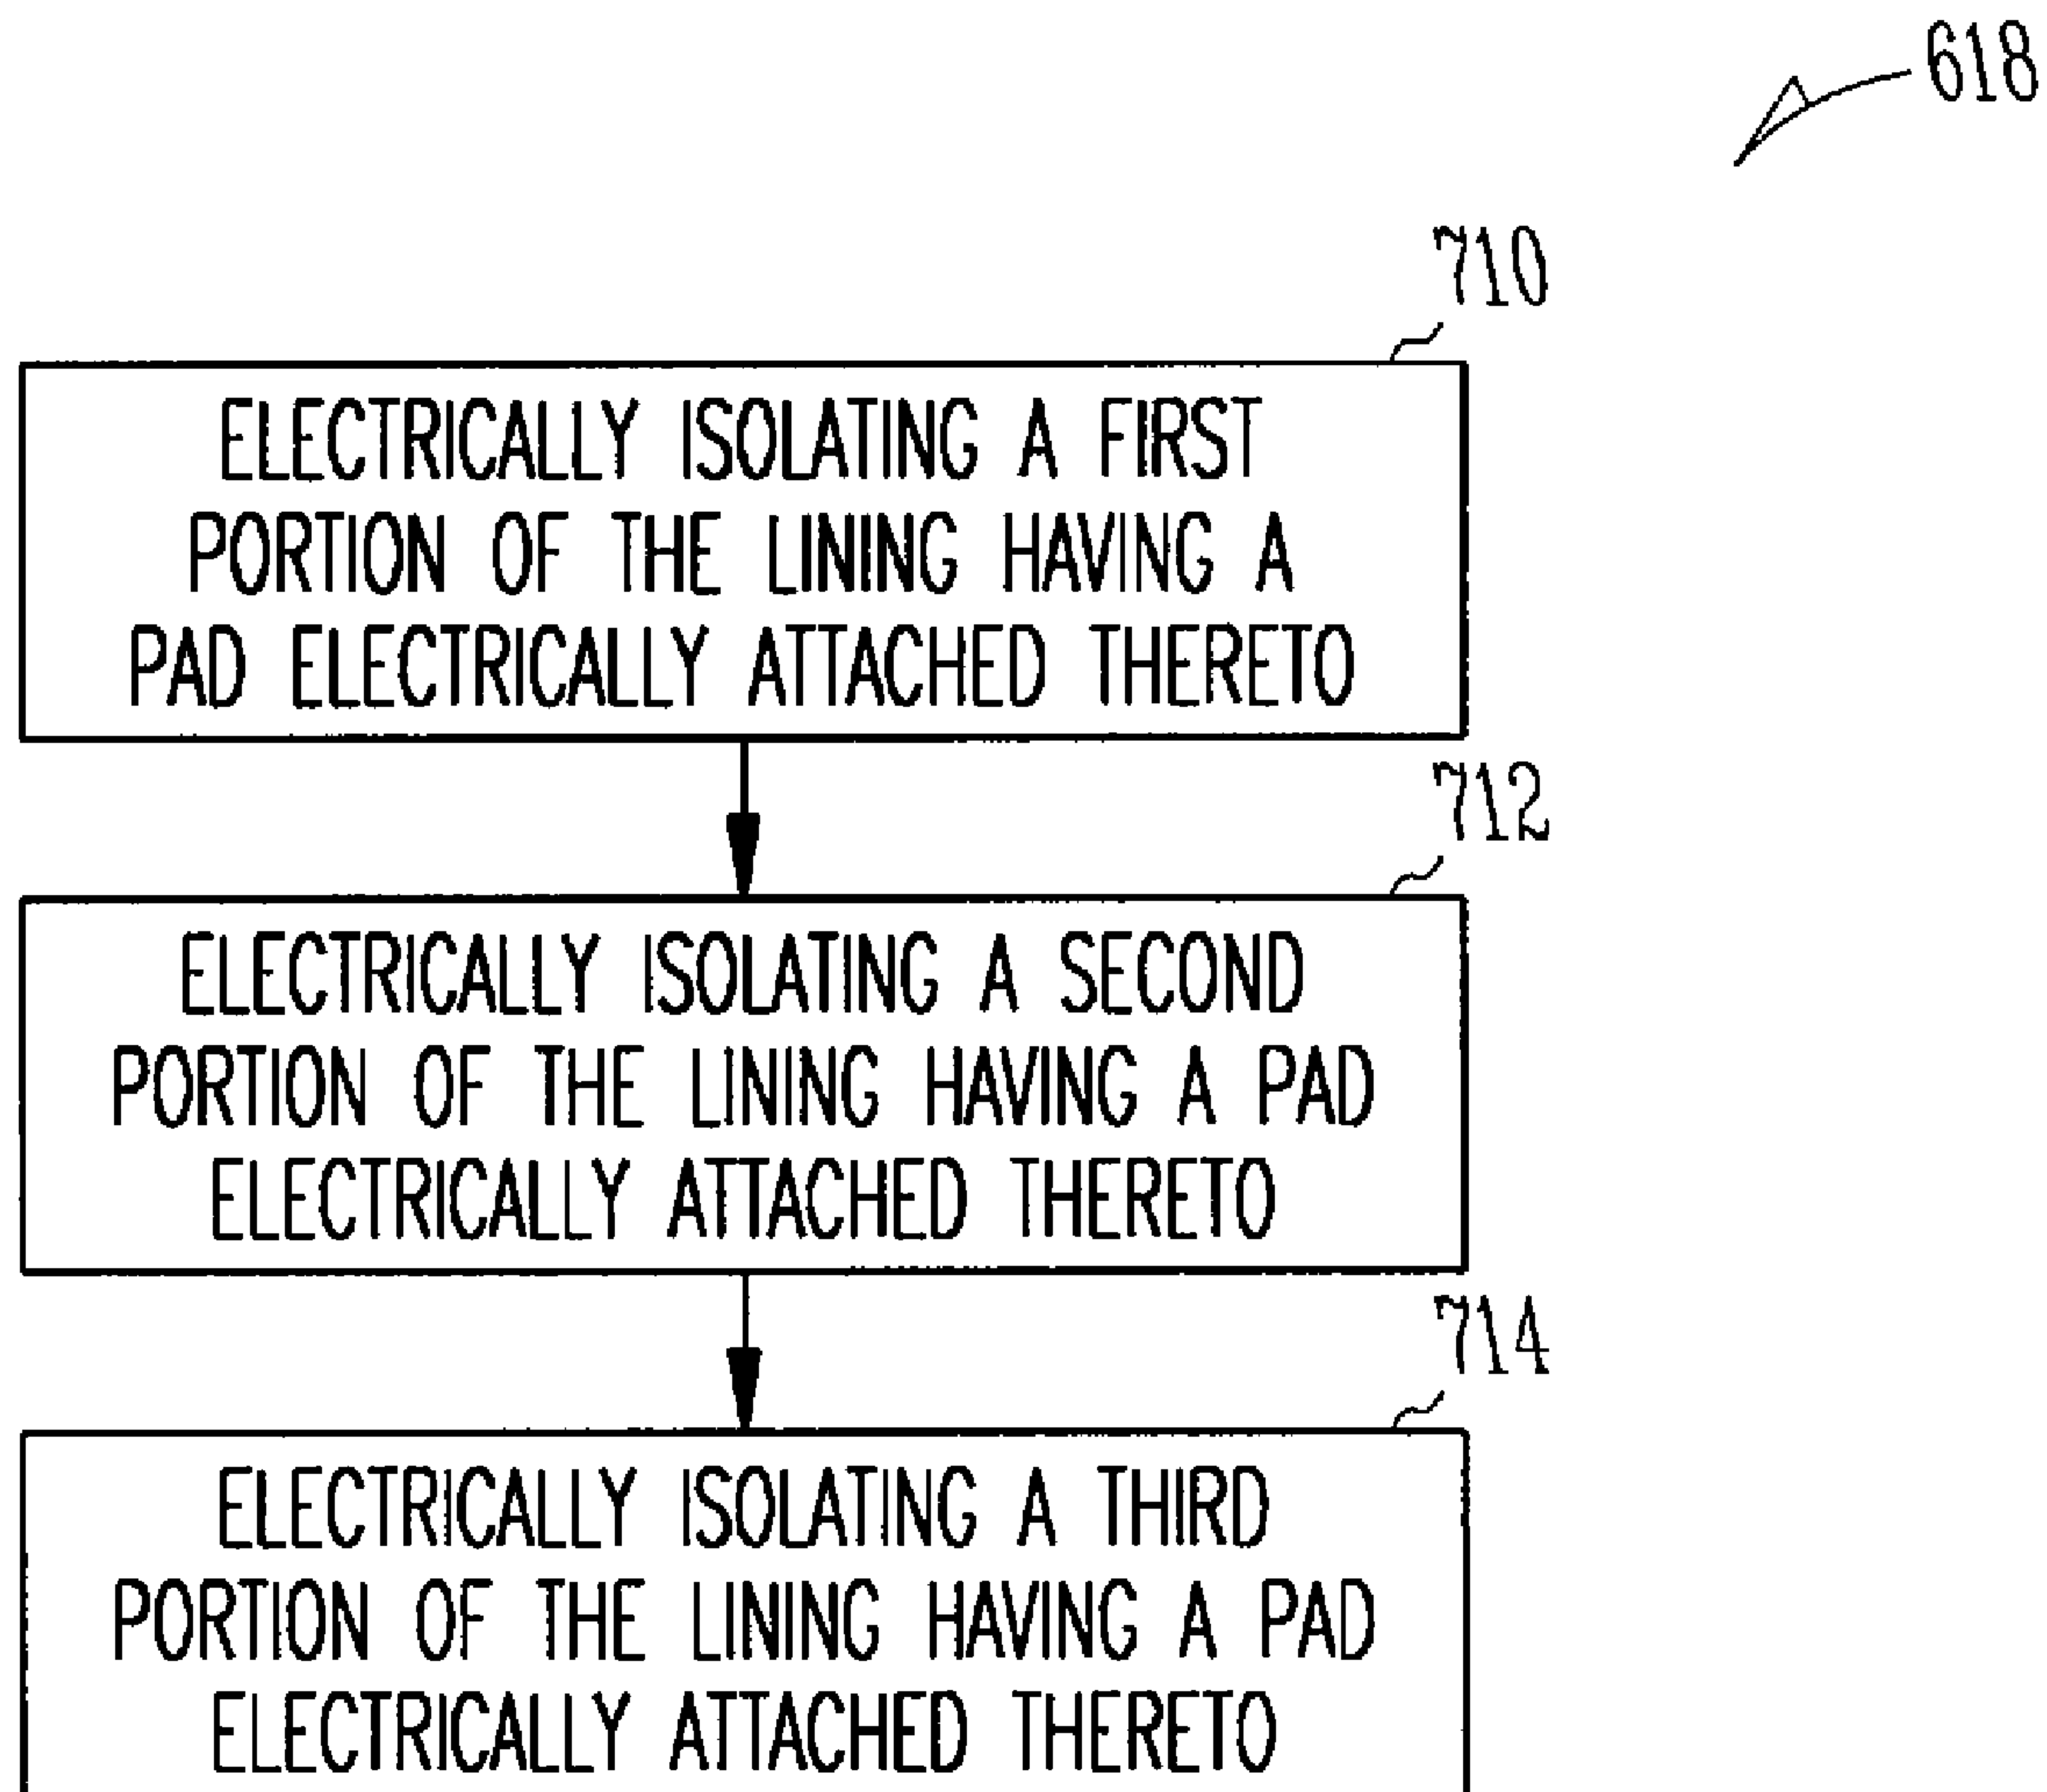 618
710
ELECTRICALLY ISOLATING A FIRST
PORTION OF THE LINING HAVING A
PAD ELECTRICALLY ATTACHED THERETO
712
ELECTRICALLY ISOLATING A SECOND
PORTION OF THE LINING HAVING A PAD
ELECTRICALLY ATTACHED THERETO
714
ELECTRICALLY ISOLATING A THIRD
PORTION OF THE LINING HAVING A PAD
ELECTRICALLY ATTACHED THERETO